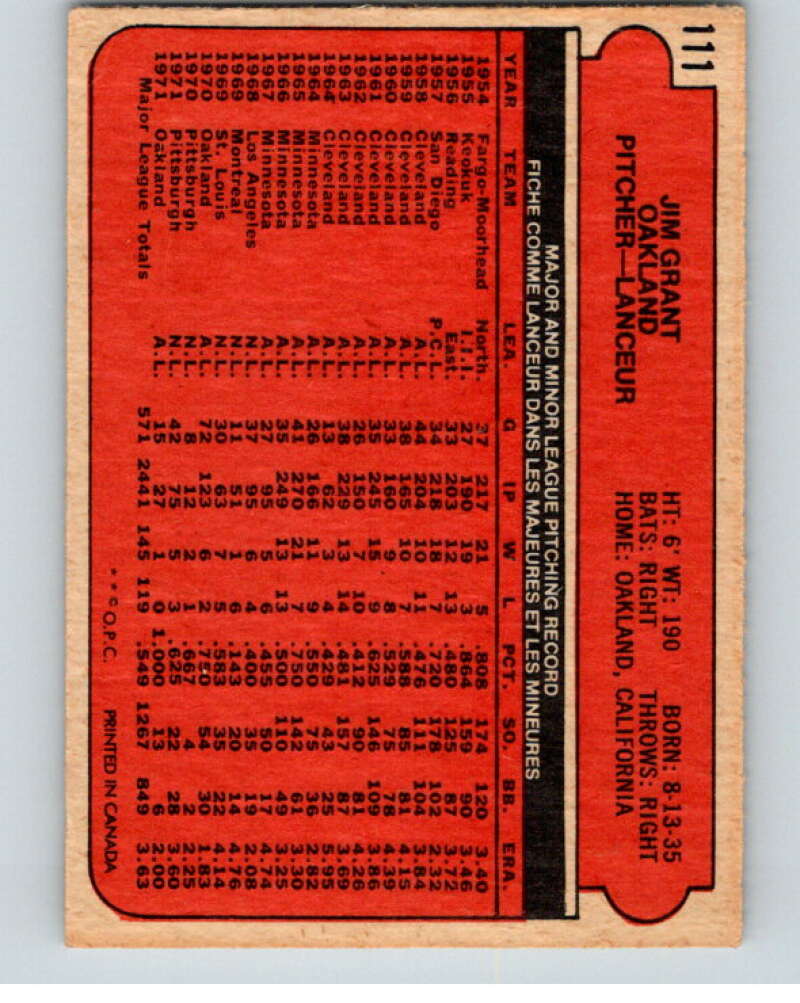 111
JIM GRANT
OAKLAND
PITCHER—LANCEUR
HT: 6' WT: 190 BORN: 8-13-35
BATS: RIGHT THROWS: RIGHT
HOME: OAKLAND, CALIFORNIA
MAJOR AND MINOR LEAGUE PITCHING RECORD
FICHE COMME LANCEUR DANS LES MAJEURES ET LES MINEURES
YEAR TEAM LEA. G IP W L PCT. SO. BB. ERA.
1954 Fargo-Moorhead North. 37 217 21 5 .808 174 120 3.40
1955 Keokuk I.I.I. 27 190 19 3 .864 159 90 3.46
1956 Reading East. 33 203 12 13 .480 125 87 3.72
1957 San Diego P.C.L. 34 218 18 7 .720 178 102 2.32
1958 Cleveland A.L. 44 204 10 11 .476 111 104 3.84
1959 Cleveland A.L. 38 165 10 7 .588 85 81 4.15
1960 Cleveland A.L. 33 160 9 8 .529 75 78 4.39
1961 Cleveland A.L. 35 245 15 9 .625 146 109 3.86
1962 Cleveland A.L. 26 150 7 10 .412 90 81 4.26
1963 Cleveland A.L. 38 229 13 14 .481 157 87 3.69
1964 Cleveland A.L. 13 62 3 4 .429 43 25 5.95
1964 Minnesota A.L. 26 166 11 9 .550 75 36 2.82
1965 Minnesota A.L. 41 270 21 7 .750 142 61 3.30
1966 Minnesota A.L. 35 249 13 13 .500 110 49 3.25
1967 Minnesota A.L. 27 95 5 6 .455 50 17 4.74
1968 Los Angeles N.L. 37 95 6 4 .400 35 19 2.08
1969 Montreal N.L. 11 51 1 6 .143 20 14 4.76
1969 St. Louis N.L. 30 63 7 5 .583 35 22 4.14
1970 Oakland A.L. 72 123 6 2 .750 54 30 1.83
1970 Pittsburgh N.L. 8 12 2 1 .667 4 2 2.25
1971 Pittsburgh N.L. 42 75 5 3 .625 22 28 3.60
1971 Oakland A.L. 15 27 1 0 1.000 13 6 2.00
Major League Totals 571 2441 145 119 .549 1267 849 3.63
**© O.P.C. PRINTED IN CANADA